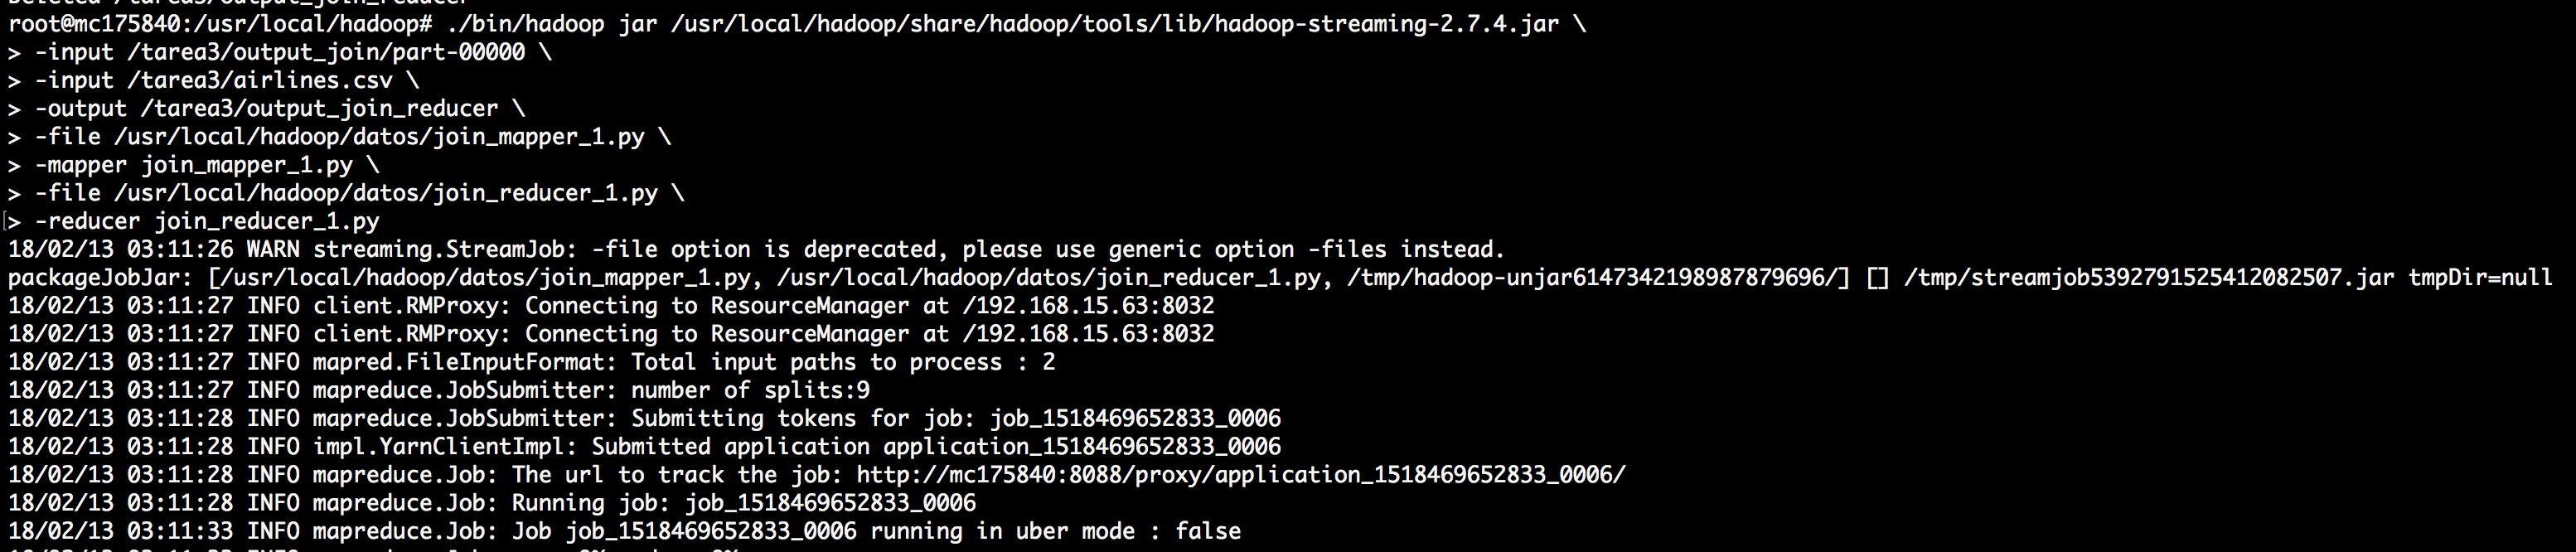 Deleted /tarea3/output_join_reducer
root@mc175840:/usr/local/hadoop# ./bin/hadoop jar /usr/local/hadoop/share/hadoop/tools/lib/hadoop-streaming-2.7.4.jar \
> -input /tarea3/output_join/part-00000 \
> -input /tarea3/airlines.csv \
> -output /tarea3/output_join_reducer \
> -file /usr/local/hadoop/datos/join_mapper_1.py \
> -mapper join_mapper_1.py \
> -file /usr/local/hadoop/datos/join_reducer_1.py \
[> -reducer join_reducer_1.py
18/02/13 03:11:26 WARN streaming.StreamJob: -file option is deprecated, please use generic option -files instead.
packageJobJar: [/usr/local/hadoop/datos/join_mapper_1.py, /usr/local/hadoop/datos/join_reducer_1.py, /tmp/hadoop-unjar6147342198987879696/] [] /tmp/streamjob5392791525412082507.jar tmpDir=null
18/02/13 03:11:27 INFO client.RMProxy: Connecting to ResourceManager at /192.168.15.63:8032
18/02/13 03:11:27 INFO client.RMProxy: Connecting to ResourceManager at /192.168.15.63:8032
18/02/13 03:11:27 INFO mapred.FileInputFormat: Total input paths to process : 2
18/02/13 03:11:27 INFO mapreduce.JobSubmitter: number of splits:9
18/02/13 03:11:28 INFO mapreduce.JobSubmitter: Submitting tokens for job: job_1518469652833_0006
18/02/13 03:11:28 INFO impl.YarnClientImpl: Submitted application application_1518469652833_0006
18/02/13 03:11:28 INFO mapreduce.Job: The url to track the job: http://mc175840:8088/proxy/application_1518469652833_0006/
18/02/13 03:11:28 INFO mapreduce.Job: Running job: job_1518469652833_0006
18/02/13 03:11:33 INFO mapreduce.Job: Job job_1518469652833_0006 running in uber mode : false